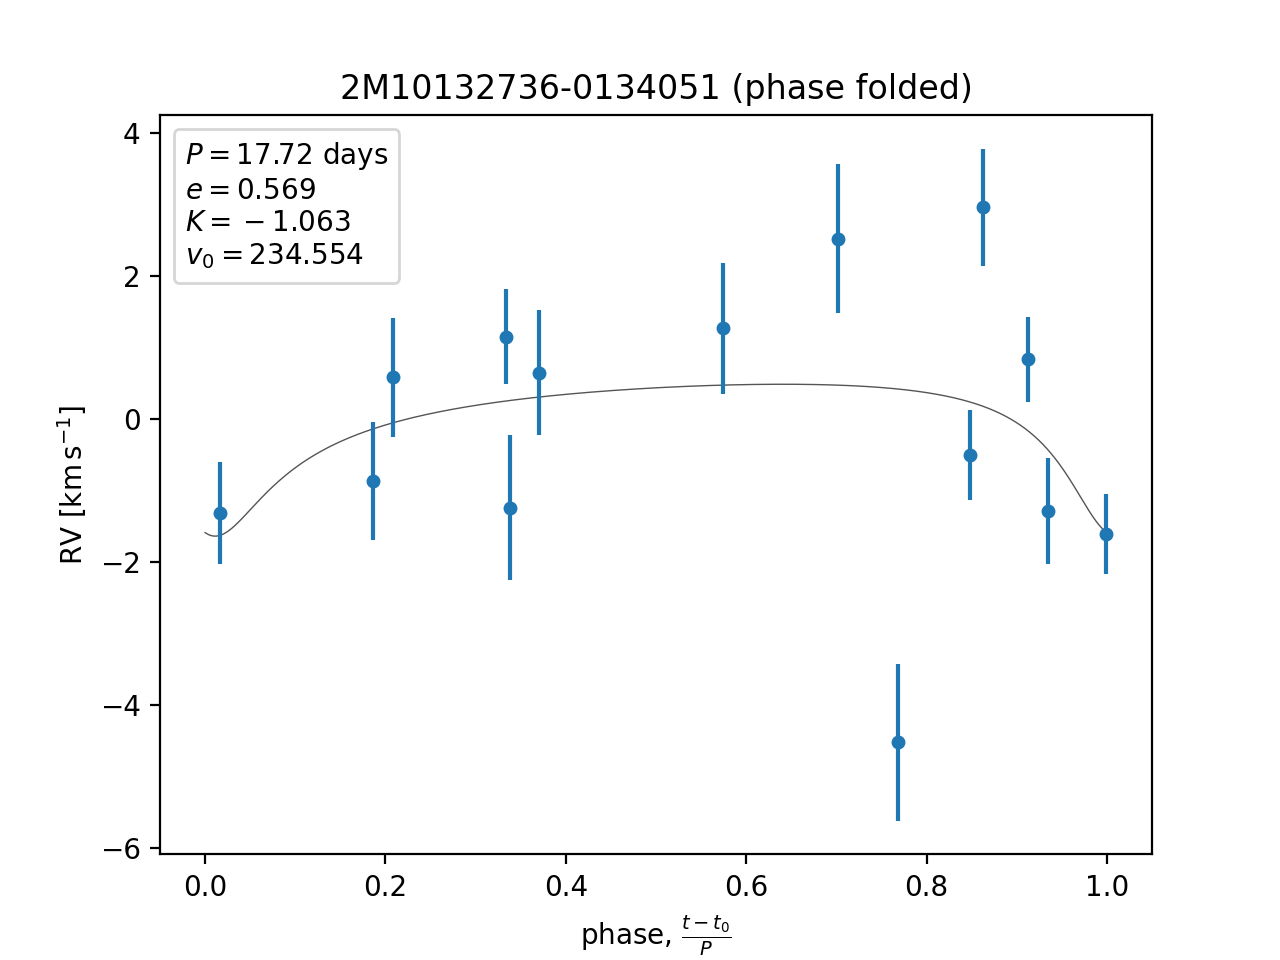 2M10132736-0134051 (phase folded)
P = 17.72 days
e = 0.569
K = −1.063
v₀ = 234.554
RV [km s⁻¹]
4
2
0
−2
−4
−6
0.0 0.2 0.4 0.6 0.8 1.0
phase, (t − t₀)/P